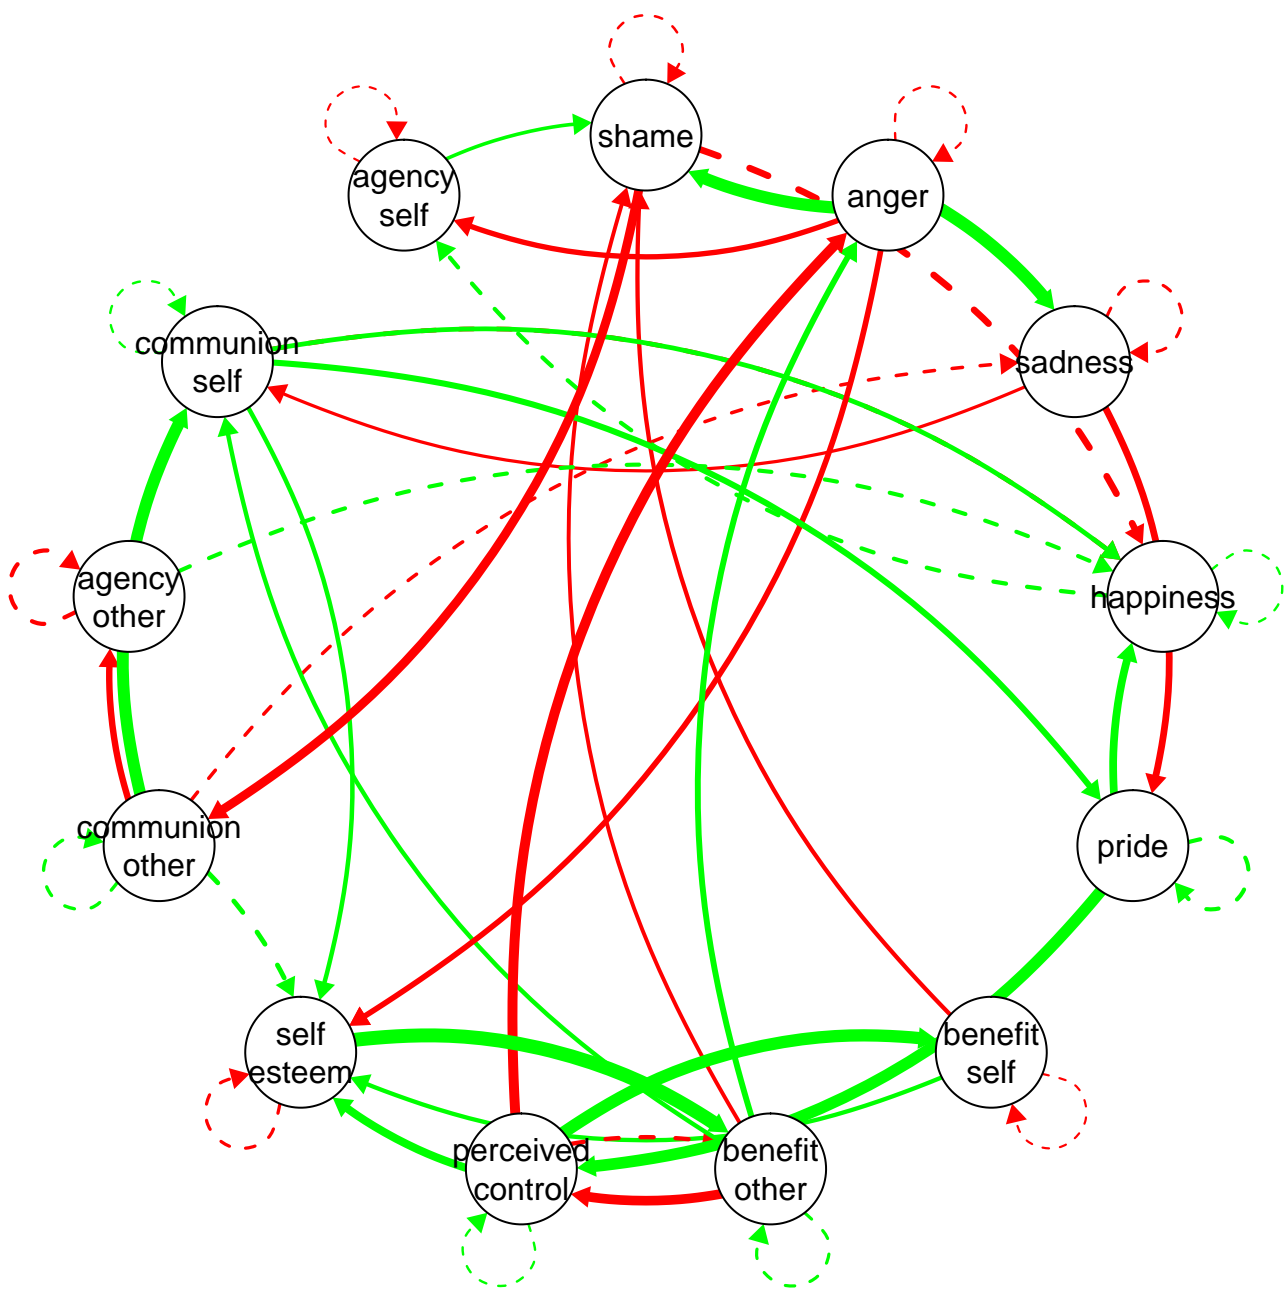 shame
agency
self
anger
communion
self
sadness
agency
other
happiness
communion
other
pride
self
esteem
benefit
self
perceived
control
benefit
other